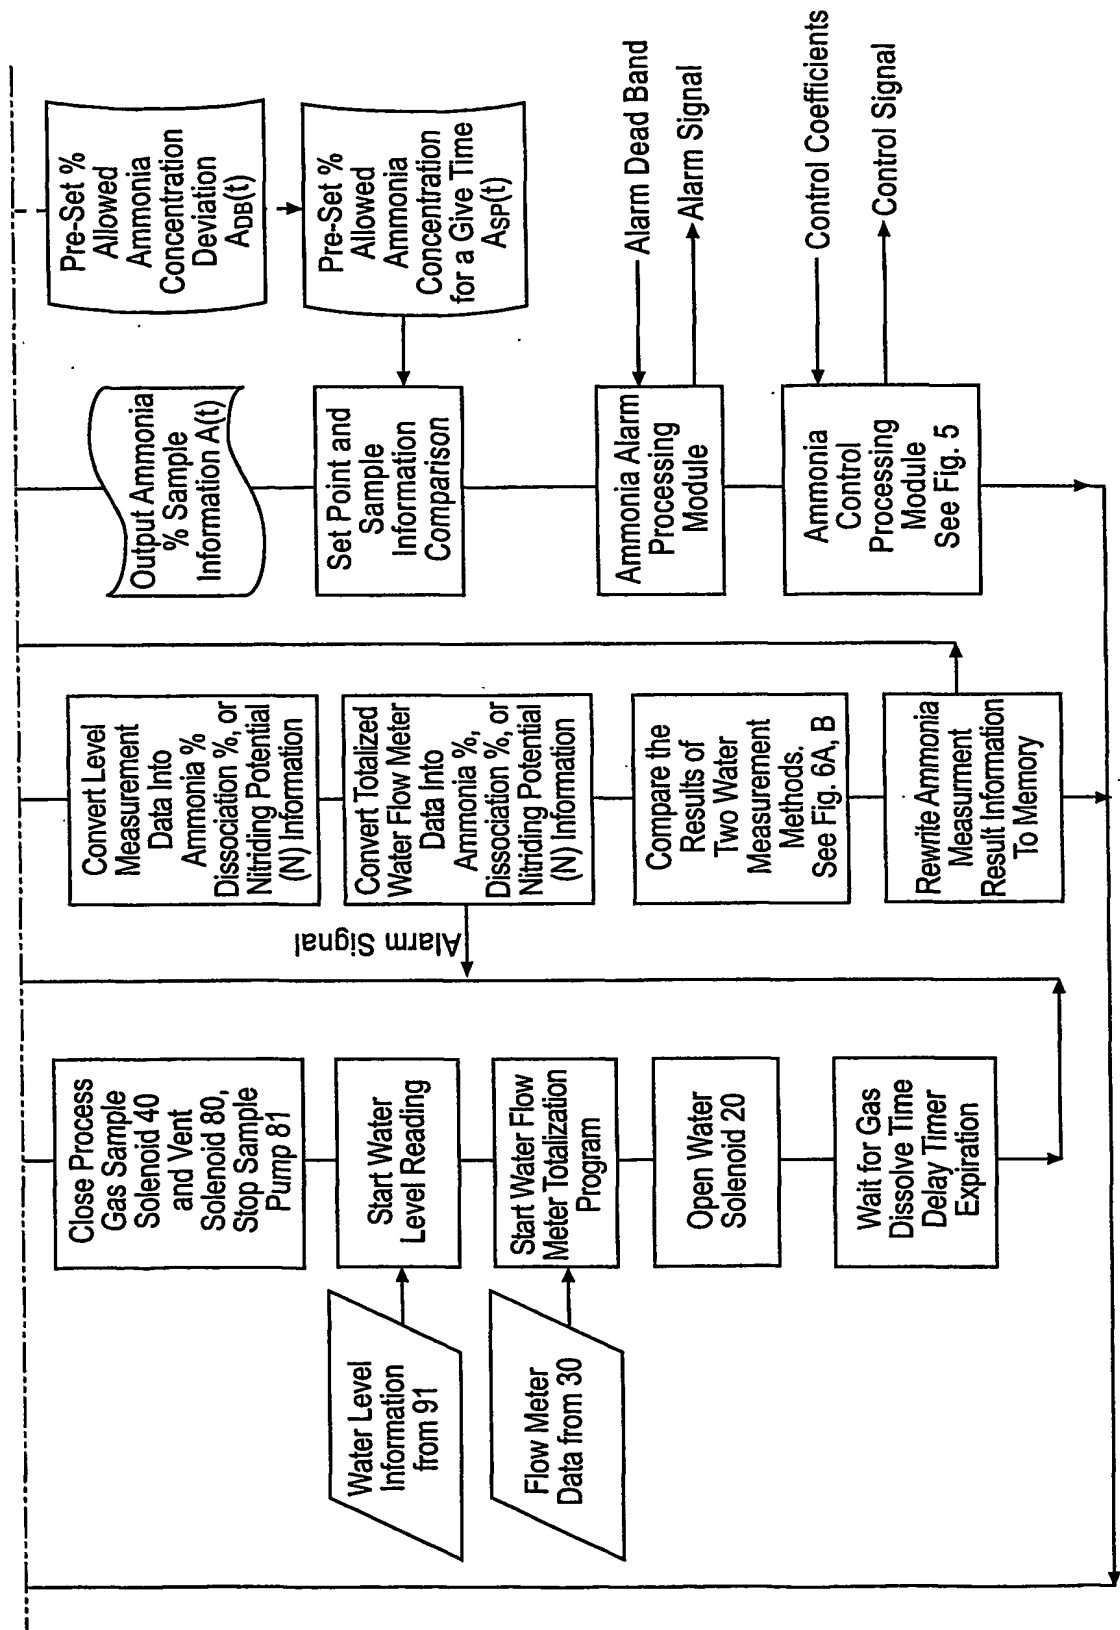 Close Process
Gas Sample
Solenoid 40
and Vent
Solenoid 80,
Stop Sample
Pump 81
Water Level
Information
from 91
Start Water
Level Reading
Flow Meter
Data from 30
Start Water Flow
Meter Totalization
Program
Open Water
Solenoid 20
Wait for Gas
Dissolve Time
Delay Timer
Expiration
Convert Level
Measurement
Data Into
Ammonia %
Dissociation %, or
Nitriding Potential
(N) Information
Alarm Signal
Convert Totalized
Water Flow Meter
Data Into
Ammonia %,
Dissociation %, or
Nitriding Potential
(N) Information
Compare the
Results of
Two Water
Measurement
Methods.
See Fig. 6A, B
Rewrite Ammonia
Measurment
Result Information
To Memory
Output Ammonia
% Sample
Information A(t)
Pre-Set %
Allowed
Ammonia
Concentration
Deviation
ADB(t)
Set Point and
Sample
Information
Comparison
Pre-Set %
Allowed
Ammonia
Concentration
for a Give Time
ASP(t)
Ammonia Alarm
Processing
Module
Alarm Dead Band
Alarm Signal
Ammonia
Control
Processing
Module
See Fig. 5
Control Coefficients
Control Signal